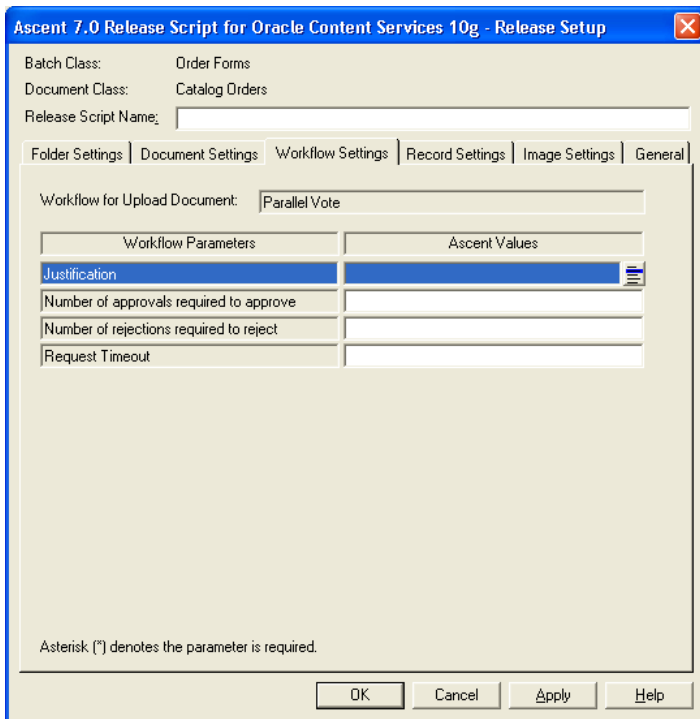 Ascent 7.0 Release Script for Oracle Content Services 10g - Release Setup
Batch Class: Order Forms
Document Class: Catalog Orders
Release Script Name:
Folder Settings Document Settings Workflow Settings Record Settings Image Settings General
Workflow for Upload Document: Parallel Vote
Workflow Parameters Ascent Values
Justification
Number of approvals required to approve
Number of rejections required to reject
Request Timeout
Asterisk (*) denotes the parameter is required.
OK Cancel Apply Help